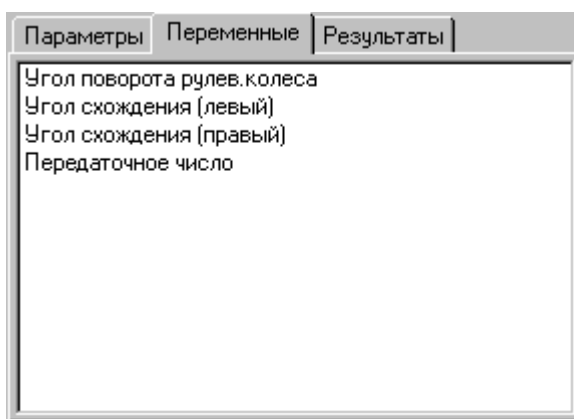 Параметры Переменные Результаты
Угол поворота рулев.колеса
Угол схождения (левый)
Угол схождения (правый)
Передаточное число